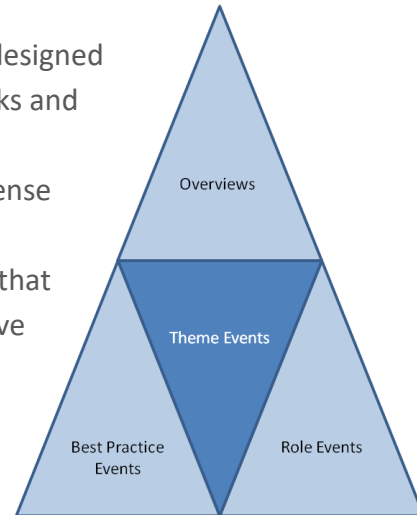 designed
ks and
ense
that
ve
Overviews
Theme Events
Best Practice
Events
Role Events